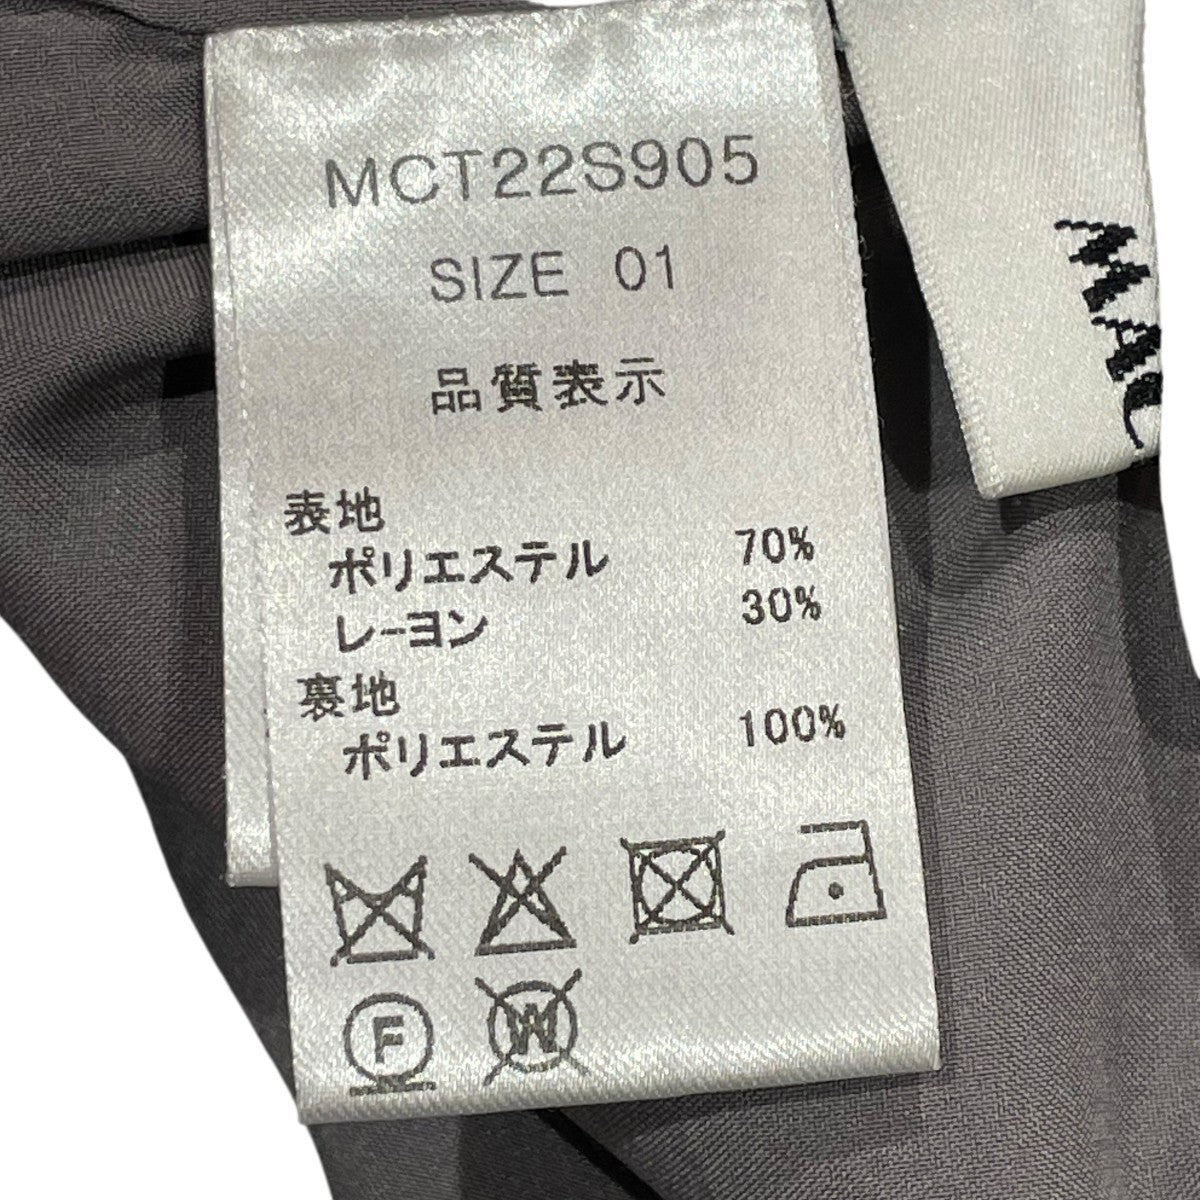 MCT22S905
SIZE 01
品質表示
表地
ポリエステル 70%
レーヨン 30%
裏地
ポリエステル 100%
F
W